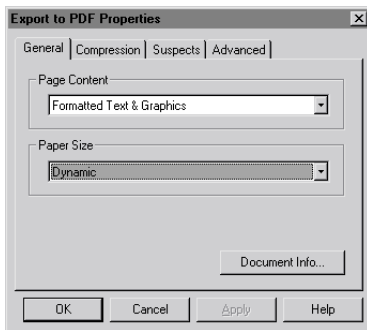 Export to PDF Properties
General Compression Suspects Advanced
Page Content
Formatted Text & Graphics
Paper Size
Dynamic
Document Info...
OK Cancel Apply Help